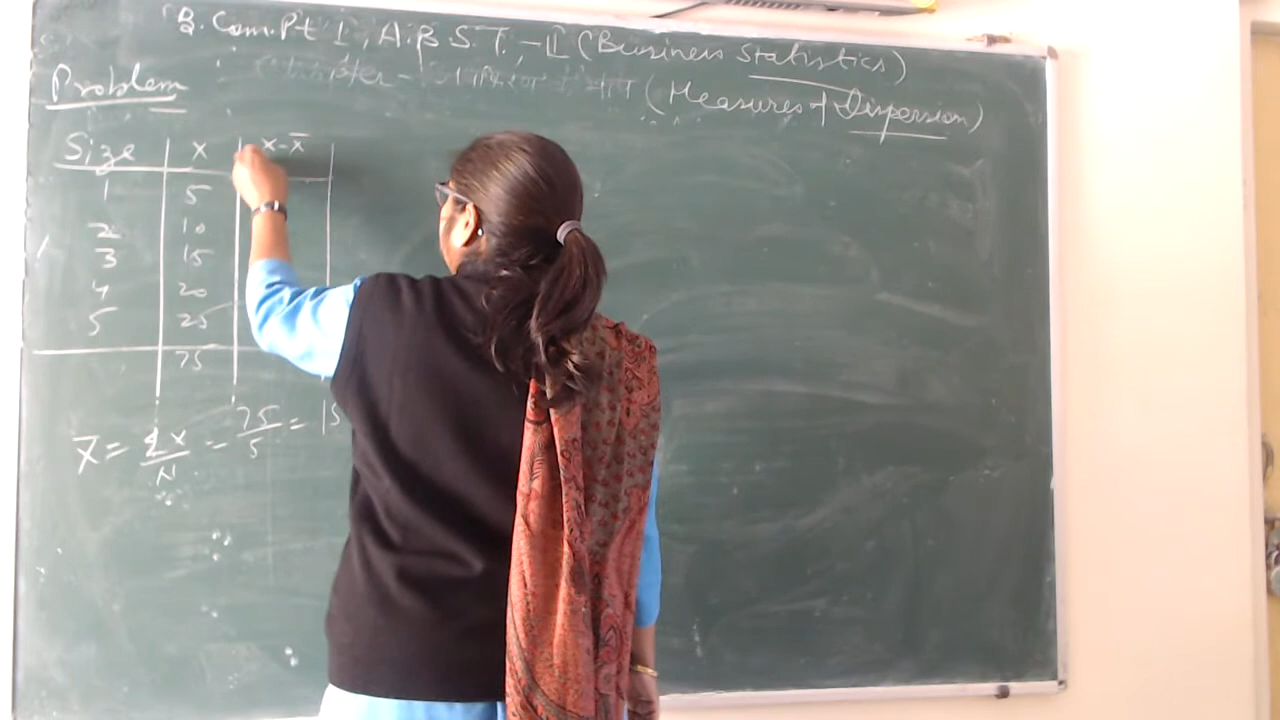 B. Com. Pt I, A.B.S.T. - II (Business Statistics)
(Measures of Dispersion)
Problem
Size X X-X̄
1 5
2 10
3 15
4 20
5 25
75
X̄ = ΣX/N = 75/5 = 15